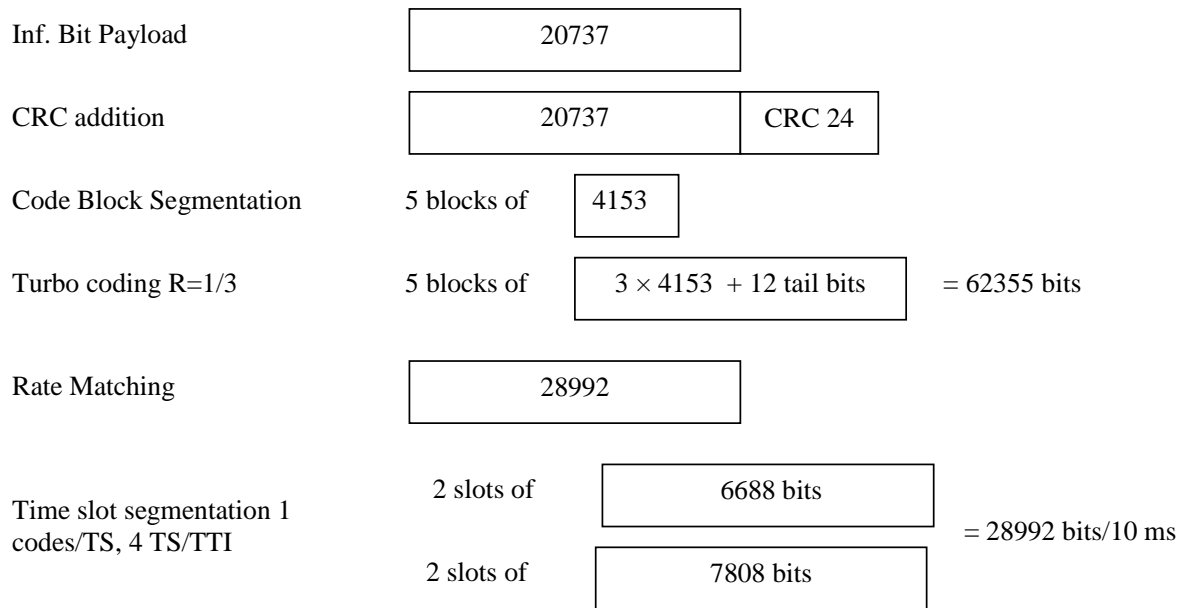 Inf. Bit Payload 20737
CRC addition 20737 CRC 24
Code Block Segmentation 5 blocks of 4153
Turbo coding R=1/3 5 blocks of 3 × 4153 + 12 tail bits = 62355 bits
Rate Matching 28992
2 slots of 6688 bits
Time slot segmentation 1
codes/TS, 4 TS/TTI
= 28992 bits/10 ms
2 slots of 7808 bits